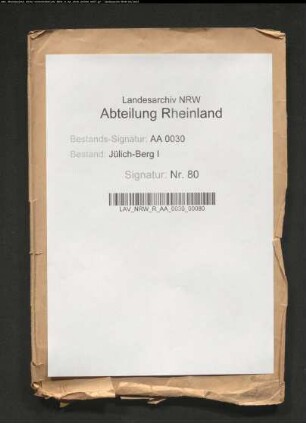 Landesarchiv NRW
Abteilung Rheinland
Bestands-Signatur: AA 0030
Bestand: Jülich-Berg I
Signatur: Nr. 80
LAV_NRW_R_AA_0030_00080